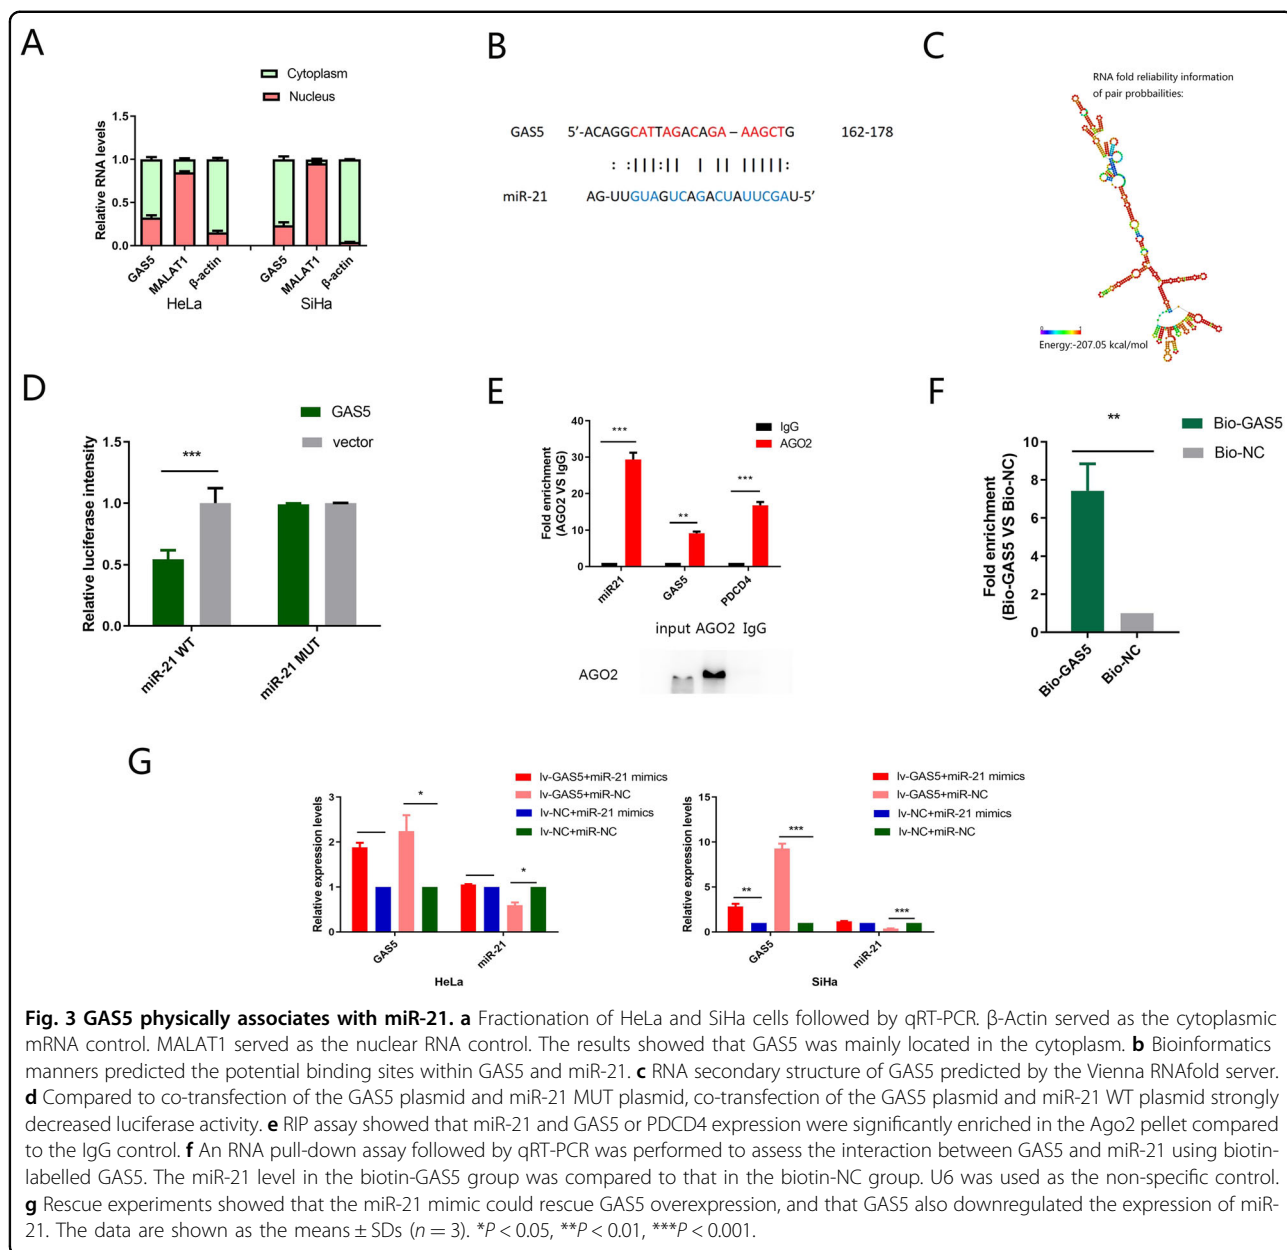 A
Cytoplasm
Nucleus
Relative RNA levels
1.5
1.0
0.5
0.0
GAS5
MALAT1
β-actin
GAS5
MALAT1
β-actin
HeLa
SiHa
B
GAS5 5'-ACAGGCATTAGACAGA – AAGCTG 162-178
: :|||:|| | || |||||:
miR-21 AG-UUGUAGUCAGACUAUUCGAU-5'
C
RNA fold reliability information
of pair probbailities:
Energy:-207.05 kcal/mol
D
GAS5
vector
Relative luciferase intensity
1.5
1.0
0.5
0.0
***
miR-21 WT
miR-21 MUT
E
IgG
AGO2
Fold enrichment
(AGO2 VS IgG)
40
30
20
10
0
***
**
***
miR21
GAS5
PDCD4
input AGO2 IgG
AGO2
F
Bio-GAS5
Bio-NC
Fold enrichment
(Bio-GAS5 VS Bio-NC)
10
8
6
4
2
0
**
Bio-GAS5
Bio-NC
G
lv-GAS5+miR-21 mimics
lv-GAS5+miR-NC
lv-NC+miR-21 mimics
lv-NC+miR-NC
Relative expression levels
3
2
1
0
*
*
GAS5
miR-21
HeLa
lv-GAS5+miR-21 mimics
lv-GAS5+miR-NC
lv-NC+miR-21 mimics
lv-NC+miR-NC
Relative expression levels
15
10
5
0
**
***
***
GAS5
miR-21
SiHa
Fig. 3 GAS5 physically associates with miR-21. a Fractionation of HeLa and SiHa cells followed by qRT-PCR. β-Actin served as the cytoplasmic
mRNA control. MALAT1 served as the nuclear RNA control. The results showed that GAS5 was mainly located in the cytoplasm. b Bioinformatics
manners predicted the potential binding sites within GAS5 and miR-21. c RNA secondary structure of GAS5 predicted by the Vienna RNAfold server.
d Compared to co-transfection of the GAS5 plasmid and miR-21 MUT plasmid, co-transfection of the GAS5 plasmid and miR-21 WT plasmid strongly
decreased luciferase activity. e RIP assay showed that miR-21 and GAS5 or PDCD4 expression were significantly enriched in the Ago2 pellet compared
to the IgG control. f An RNA pull-down assay followed by qRT-PCR was performed to assess the interaction between GAS5 and miR-21 using biotin-
labelled GAS5. The miR-21 level in the biotin-GAS5 group was compared to that in the biotin-NC group. U6 was used as the non-specific control.
g Rescue experiments showed that the miR-21 mimic could rescue GAS5 overexpression, and that GAS5 also downregulated the expression of miR-
21. The data are shown as the means ± SDs (n = 3). *P < 0.05, **P < 0.01, ***P < 0.001.